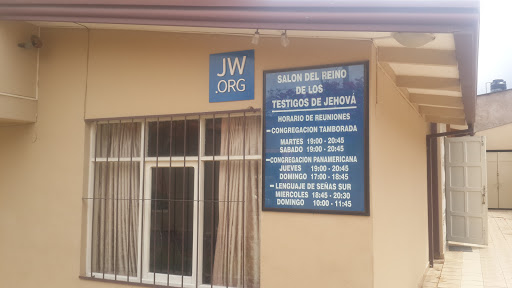 JW
.ORG
SALON DEL REINO
DE LOS
TESTIGOS DE JEHOVÁ
HORARIO DE REUNIONES
-CONGREGACION TAMBORADA
MARTES 19:00 - 20:45
SABADO 19:00 - 20:45
-CONGREGACION PANAMERICANA
JUEVES 19:00 - 20:45
DOMINGO 17:00 - 18:45
- LENGUAJE DE SEÑAS SUR
MIERCOLES 18:45 - 20:30
DOMINGO 10:00 - 11:45